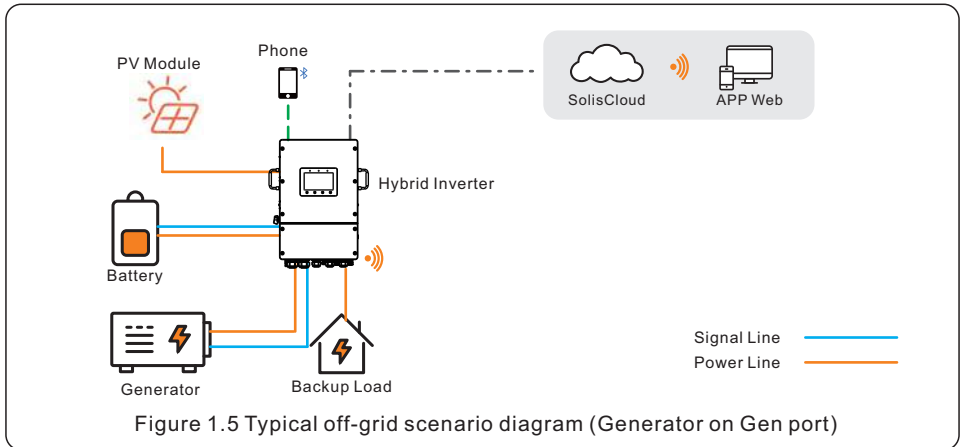 Phone
PV Module
SolisCloud
APP Web
Hybrid Inverter
Battery
Signal Line
Power Line
Generator
Backup Load
Figure 1.5 Typical off-grid scenario diagram (Generator on Gen port)